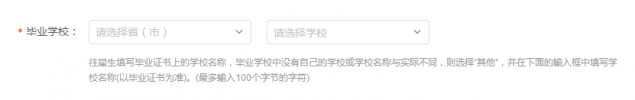 * 毕业学校： 请选择省（市） 请选择学校
往届生填写毕业证书上的学校名称，毕业学校中没有自己的学校或学校名称与实际不同，则选择"其他"，并在下面的输入框中填写学
校名称(以毕业证书为准)。(最多输入100个字节的字符)